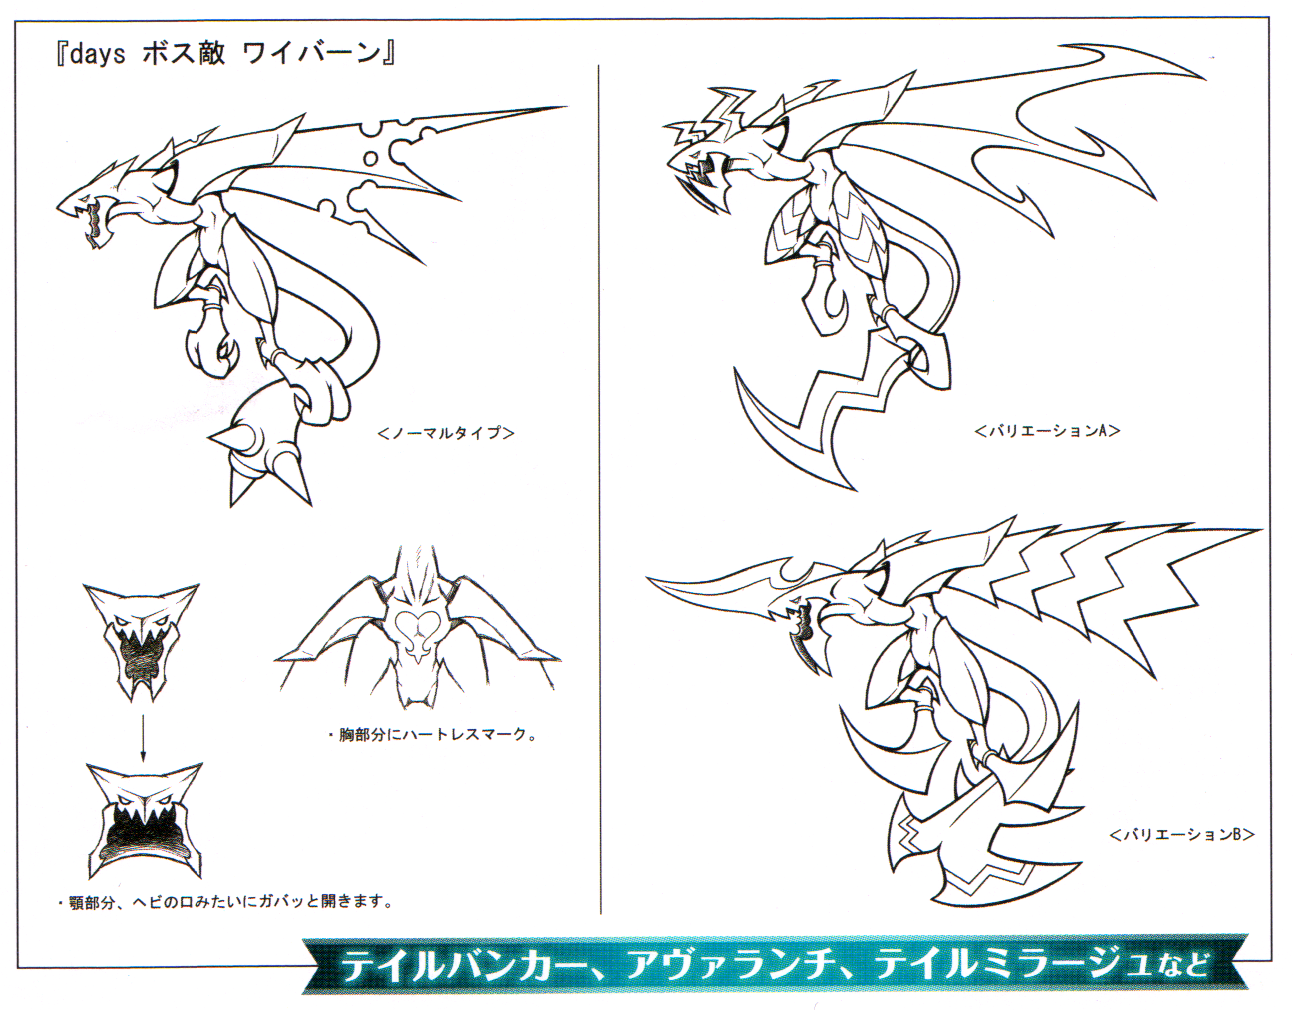 『days ボス敵 ワイバーン』
＜ノーマルタイプ＞
＜バリエーションA＞
・胸部分にハートレスマーク。
＜バリエーションB＞
・顎部分、ヘビの口みたいにガバッと開きます。
テイルバンカー、アヴァランチ、テイルミラージュなど